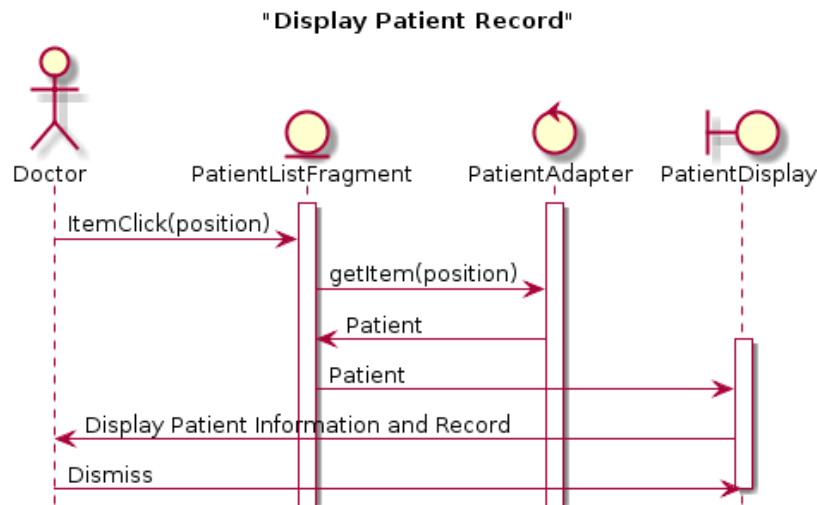 "Display Patient Record"
Doctor PatientListFragment PatientAdapter PatientDisplay
ItemClick(position)
getItem(position)
Patient
Patient
Display Patient Information and Record
Dismiss